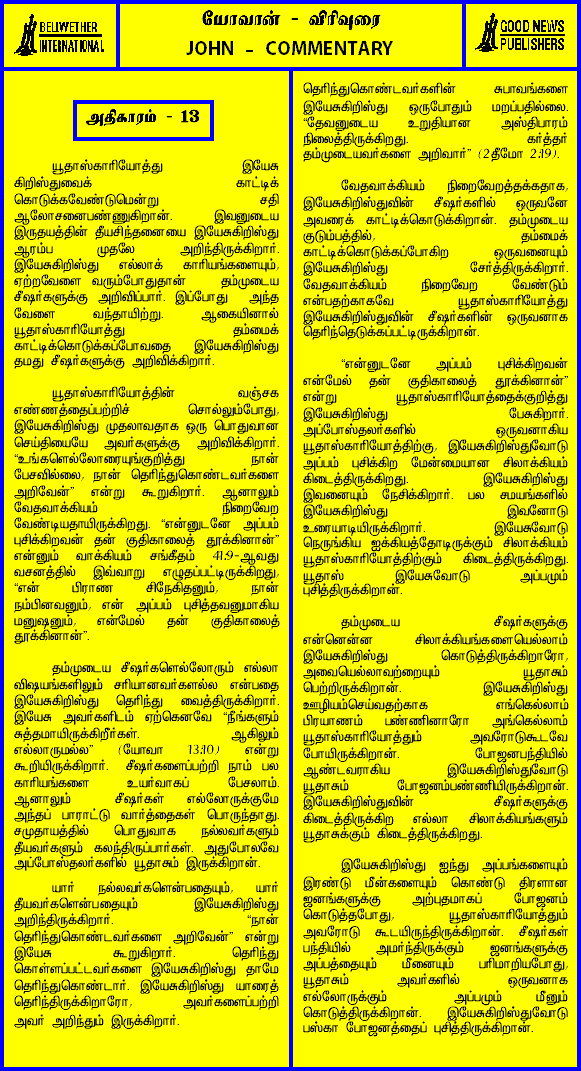 BELIWETHER
INTERNATIONAL
யோவான் - விரிவுரை
JOHN - COMMENTARY
GOOD NEWS
PUBLISHERS
அதிகாரம் - 13
யூதாஸ்காரியோத்து இயேசு
கிறிஸ்துவைக் காட்டிக்
கொடுக்கவேண்டுமென்று சதி
ஆலோசனைபண்ணுகிறான். இவனுடைய
இருதயத்தின் தீயசிந்தனையை இயேசுகிறிஸ்து
ஆரம்ப முதலே அறிந்திருக்கிறார்.
இயேசுகிறிஸ்து எல்லாக் காரியங்களையும்,
ஏற்றவேளை வரும்போதுதான் தம்முடைய
சீஷர்களுக்கு அறிவிப்பார். இப்போது அந்த
வேளை வந்தாயிற்று. ஆகையினால்
யூதாஸ்காரியோத்து தம்மைக்
காட்டிக்கொடுக்கப்போவதை இயேசுகிறிஸ்து
தமது சீஷர்களுக்கு அறிவிக்கிறார்.
யூதாஸ்காரியோத்தின் வஞ்சக
எண்ணத்தைப்பற்றிச் சொல்லும்போது,
இயேசுகிறிஸ்து முதலாவதாக ஒரு பொதுவான
செய்தியையே அவர்களுக்கு அறிவிக்கிறார்.
“உங்களெல்லோரையுங்குறித்து நான்
பேசவில்லை, நான் தெரிந்துகொண்டவர்களை
அறிவேன்” என்று கூறுகிறார். ஆனாலும்
வேதவாக்கியம் நிறைவேற
வேண்டியதாயிருக்கிறது. “என்னுடனே அப்பம்
புசிக்கிறவன் தன் குதிகாலைத் தூக்கினான்”
என்னும் வாக்கியம் சங்கீதம் 41:9-ஆவது
வசனத்தில் இவ்வாறு எழுதப்பட்டிருக்கிறது,
“என் பிராண சிநேகிதனும், நான்
நம்பினவனும், என் அப்பம் புசித்தவனுமாகிய
மனுஷனும், என்மேல் தன் குதிகாலைத்
தூக்கினான்”.
தம்முடைய சீஷர்களெல்லோரும் எல்லா
விஷயங்களிலும் சரியானவர்களல்ல என்பதை
இயேசுகிறிஸ்து தெரிந்து வைத்திருக்கிறார்.
இயேசு அவர்களிடம் ஏற்கெனவே “நீங்களும்
சுத்தமாயிருக்கிறீர்கள். ஆகிலும்
எல்லாருமல்ல” (யோவா 13:10) என்று
கூறியிருக்கிறார். சீஷர்களைப்பற்றி நாம் பல
காரியங்களை உயர்வாகப் பேசலாம்.
ஆனாலும் சீஷர்கள் எல்லோருக்குமே
அந்தப் பாராட்டு வார்த்தைகள் பொருந்தாது.
சமுதாயத்தில் பொதுவாக நல்லவர்களும்
தீயவர்களும் கலந்திருப்பார்கள். அதுபோலவே
அப்போஸ்தலர்களில் யூதாசும் இருக்கிறான்.
யார் நல்லவர்களென்பதையும், யார்
தீயவர்களென்பதையும் இயேசுகிறிஸ்து
அறிந்திருக்கிறார். “நான்
தெரிந்துகொண்டவர்களை அறிவேன்” என்று
இயேசு கூறுகிறார். தெரிந்து
கொள்ளப்பட்டவர்களை இயேசுகிறிஸ்து தாமே
தெரிந்துகொண்டார். இயேசுகிறிஸ்து யாரைத்
தெரிந்திருக்கிறாரோ, அவர்களைப்பற்றி
அவர் அறிந்தும் இருக்கிறார்.
தெரிந்துகொண்டவர்களின் சுபாவங்களை
இயேசுகிறிஸ்து ஒருபோதும் மறப்பதில்லை.
“தேவனுடைய உறுதியான அஸ்திபாரம்
நிலைத்திருக்கிறது. கர்த்தர்
தம்முடையவர்களை அறிவார்” (2தீமோ 2:19).
வேதவாக்கியம் நிறைவேறத்தக்கதாக,
இயேசுகிறிஸ்துவின் சீஷர்களில் ஒருவனே
அவரைக் காட்டிக்கொடுக்கிறான். தம்முடைய
குடும்பத்தில், தம்மைக்
காட்டிக்கொடுக்கப்போகிற ஒருவனையும்
இயேசுகிறிஸ்து சேர்த்திருக்கிறார்.
வேதவாக்கியம் நிறைவேற வேண்டும்
என்பதற்காகவே யூதாஸ்காரியோத்து
இயேசுகிறிஸ்துவின் சீஷர்களின் ஒருவனாக
தெரிந்தெடுக்கப்பட்டிருக்கிறான்.
“என்னுடனே அப்பம் புசிக்கிறவன்
என்மேல் தன் குதிகாலைத் தூக்கினான்”
என்று யூதாஸ்காரியோத்தைக்குறித்து
இயேசுகிறிஸ்து பேசுகிறார்.
அப்போஸ்தலர்களில் ஒருவனாகிய
யூதாஸ்காரியோத்திற்கு, இயேசுகிறிஸ்துவோடு
அப்பம் புசிக்கிற மேன்மையான சிலாக்கியம்
கிடைத்திருக்கிறது. இயேசுகிறிஸ்து
இவனையும் நேசிக்கிறார். பல சமயங்களில்
இயேசுகிறிஸ்து இவனோடு
உரையாடியிருக்கிறார். இயேசுவோடு
நெருங்கிய ஐக்கியத்தோடிருக்கும் சிலாக்கியம்
யூதாஸ்காரியோத்திற்கும் கிடைத்திருக்கிறது.
யூதாஸ் இயேசுவோடு அப்பமும்
புசித்திருக்கிறான்.
தம்முடைய சீஷர்களுக்கு
என்னென்ன சிலாக்கியங்களையெல்லாம்
இயேசுகிறிஸ்து கொடுத்திருக்கிறாரோ,
அவையெல்லாவற்றையும் யூதாசும்
பெற்றிருக்கிறான். இயேசுகிறிஸ்து
ஊழியம்செய்வதற்காக எங்கெல்லாம்
பிரயாணம் பண்ணினாரோ அங்கெல்லாம்
யூதாஸ்காரியோத்தும் அவரோடுகூடவே
போயிருக்கிறான். போஜனபந்தியில்
ஆண்டவராகிய இயேசுகிறிஸ்துவோடு
யூதாசும் போஜனம்பண்ணியிருக்கிறான்.
இயேசுகிறிஸ்துவின் சீஷர்களுக்கு
கிடைத்திருக்கிற எல்லா சிலாக்கியங்களும்
யூதாசுக்கும் கிடைத்திருக்கிறது.
இயேசுகிறிஸ்து ஐந்து அப்பங்களையும்
இரண்டு மீன்களையும் கொண்டு திரளான
ஜனங்களுக்கு அற்புதமாகப் போஜனம்
கொடுத்தபோது, யூதாஸ்காரியோத்தும்
அவரோடு கூடயிருந்திருக்கிறான். சீஷர்கள்
பந்தியில் அமர்ந்திருக்கும் ஜனங்களுக்கு
அப்பத்தையும் மீனையும் பரிமாறியபோது,
யூதாசும் அவர்களில் ஒருவனாக
எல்லோருக்கும் அப்பமும் மீனும்
கொடுத்திருக்கிறான். இயேசுகிறிஸ்துவோடு
பஸ்கா போஜனத்தைப் புசித்திருக்கிறான்.